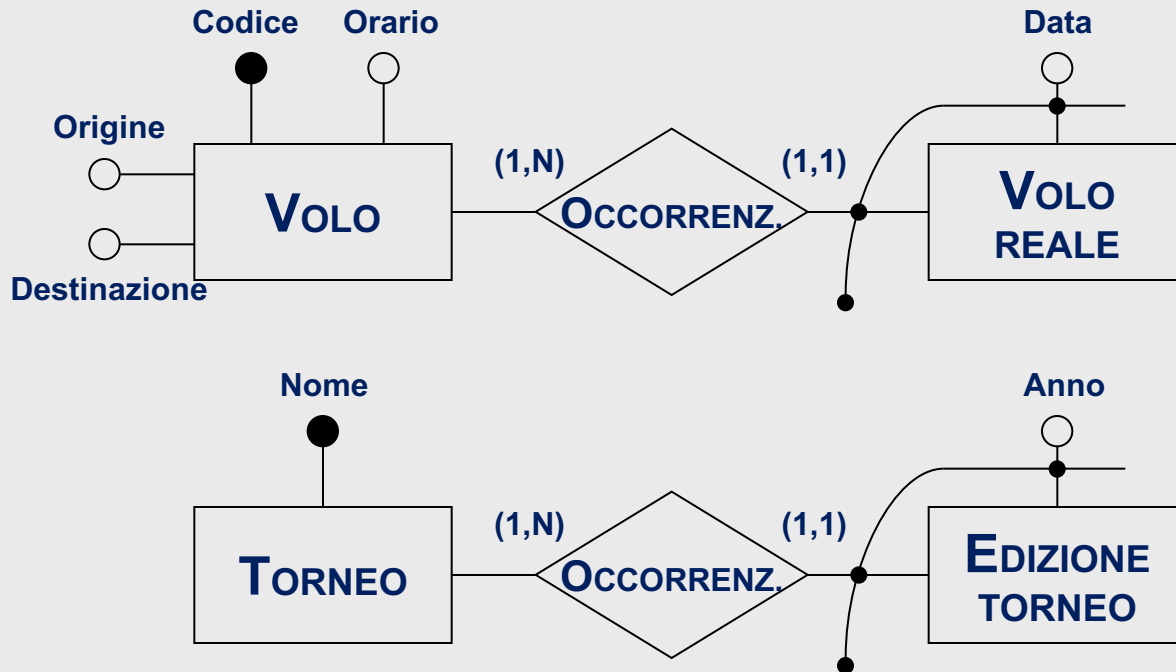 Codice Orario Data
Origine
(1,N) (1,1)
VOLO OCCORRENZ. VOLO
REALE
Destinazione
Nome Anno
(1,N) (1,1)
TORNEO OCCORRENZ. EDIZIONE
TORNEO